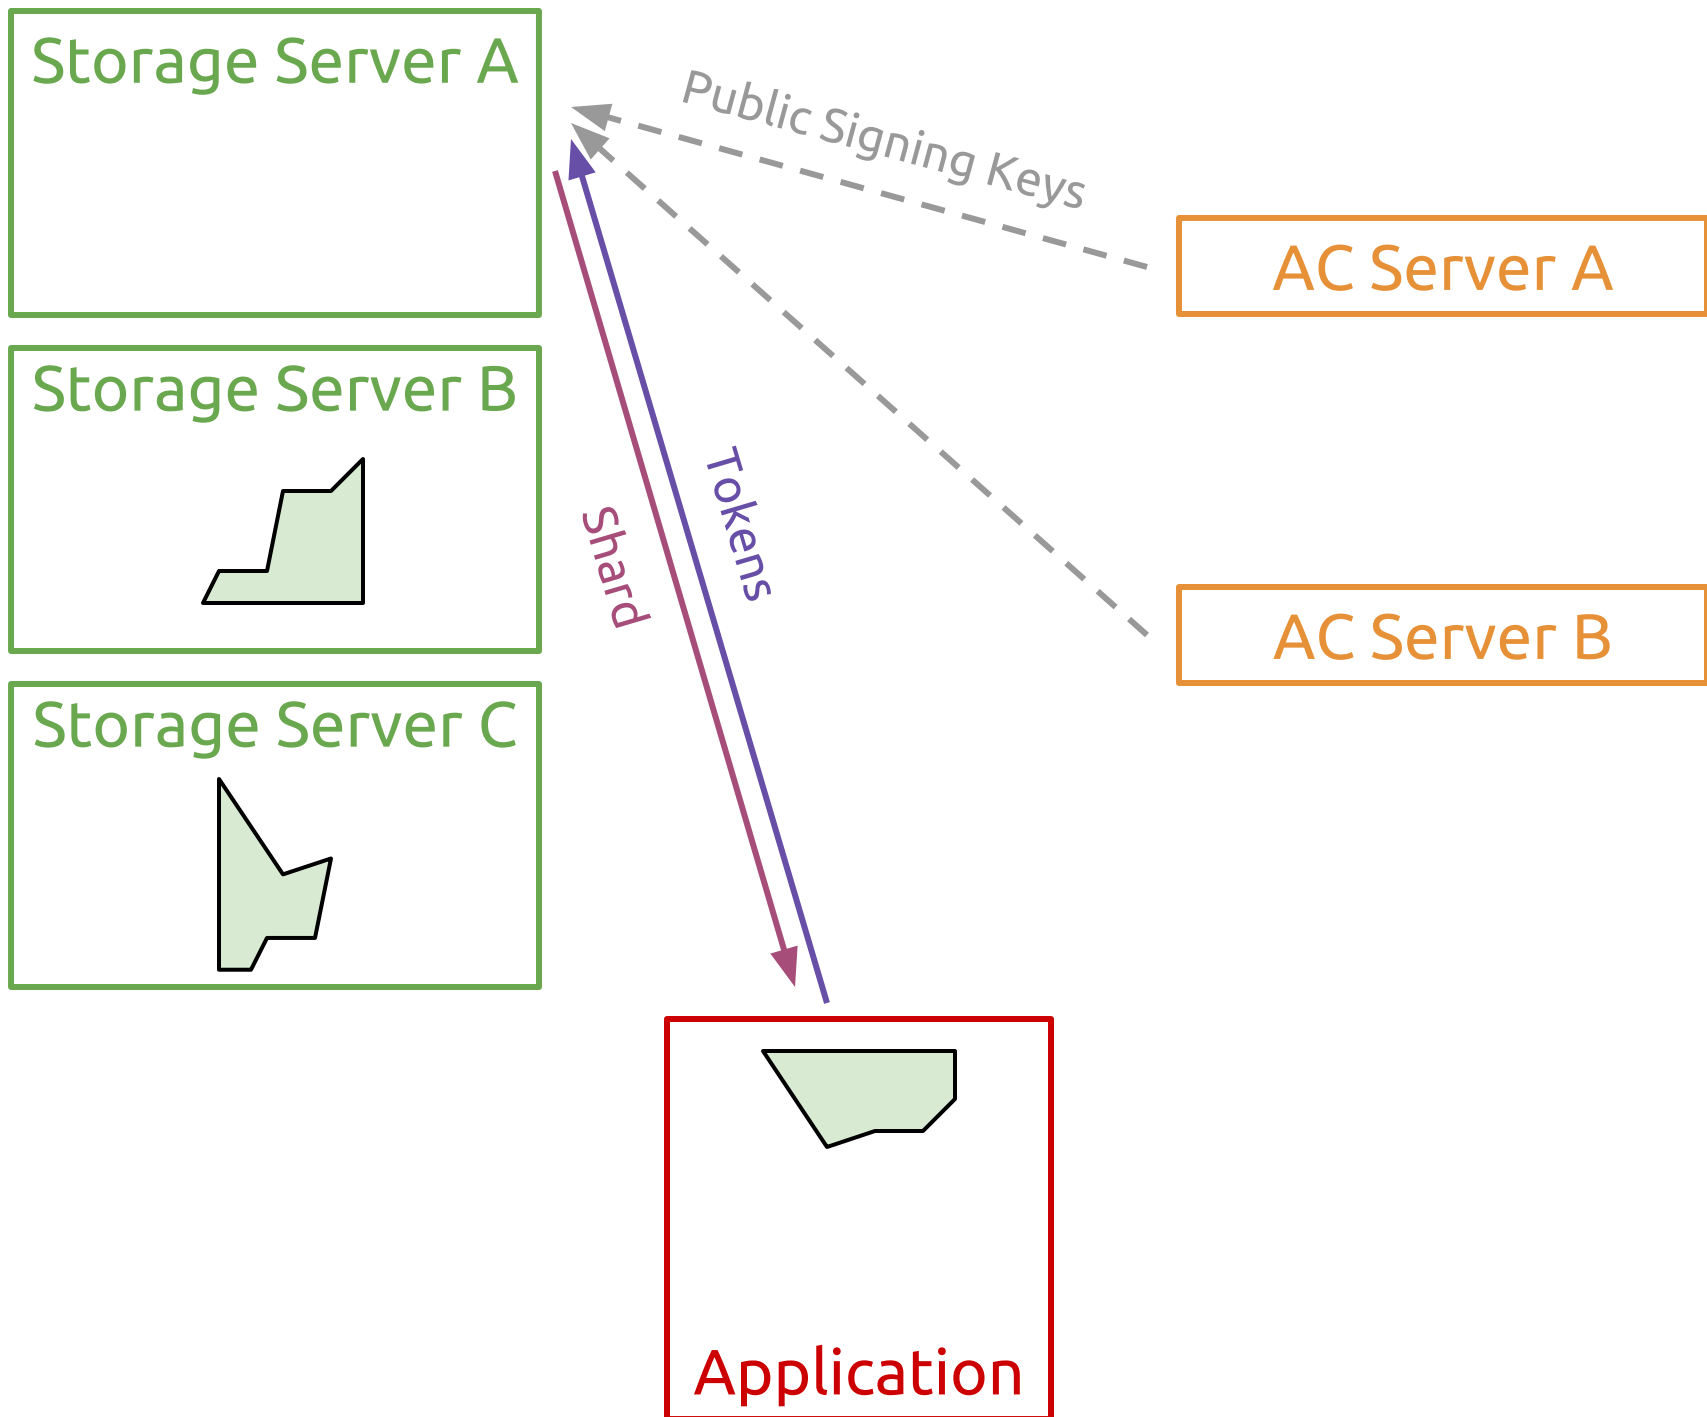 Storage Server A
Public Signing Keys
AC Server A
Storage Server B
Tokens
Shard
AC Server B
Storage Server C
Application